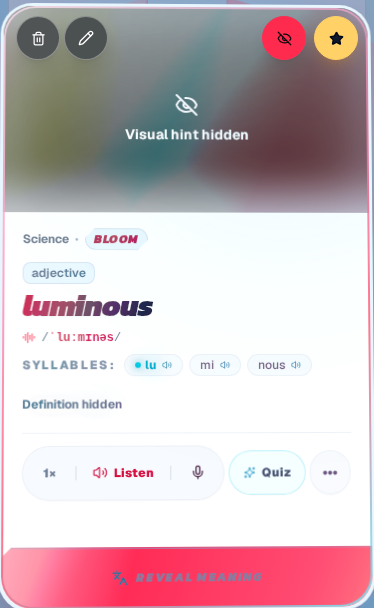 Visual hint hidden
Science · BLOOM
adjective
luminous
/ˈluːmɪnəs/
SYLLABLES: lu mi nous
Definition hidden
1× Listen Quiz
REVEAL MEANING